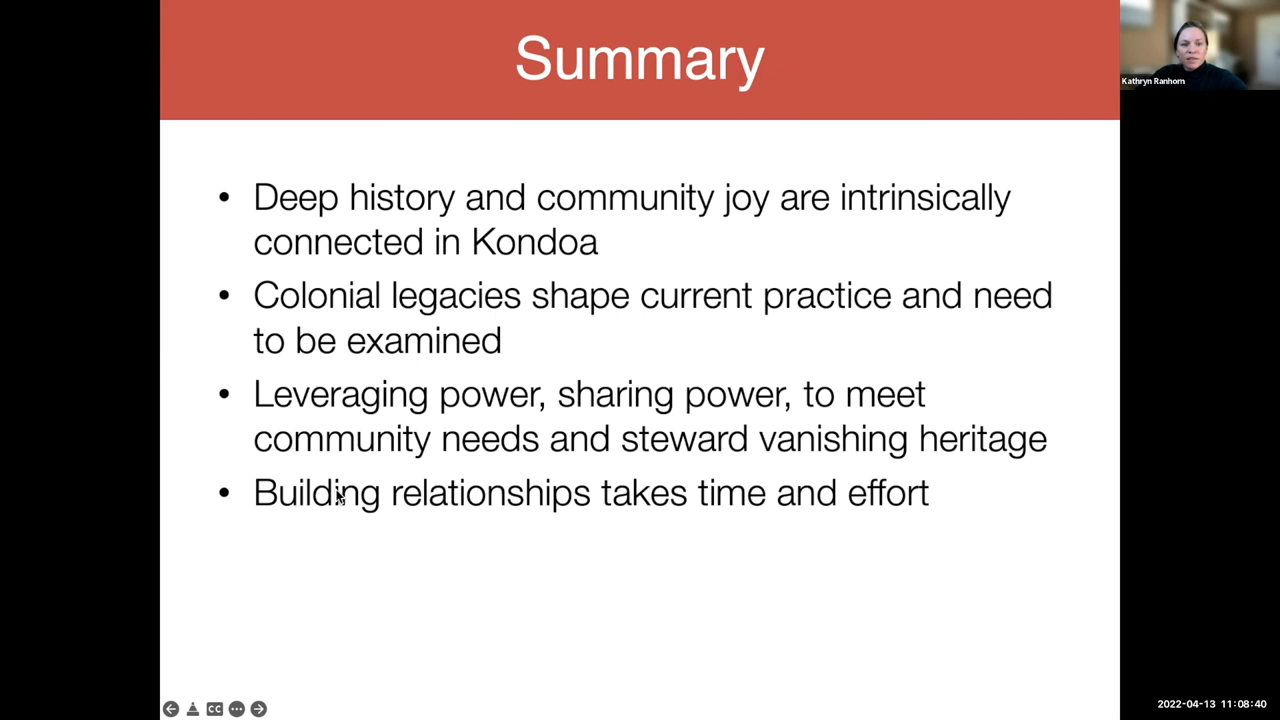 Summary
Kathryn Ranhorn
• Deep history and community joy are intrinsically
connected in Kondoa
• Colonial legacies shape current practice and need
to be examined
• Leveraging power, sharing power, to meet
community needs and steward vanishing heritage
• Building relationships takes time and effort
CC
2022-04-13 11:08:40